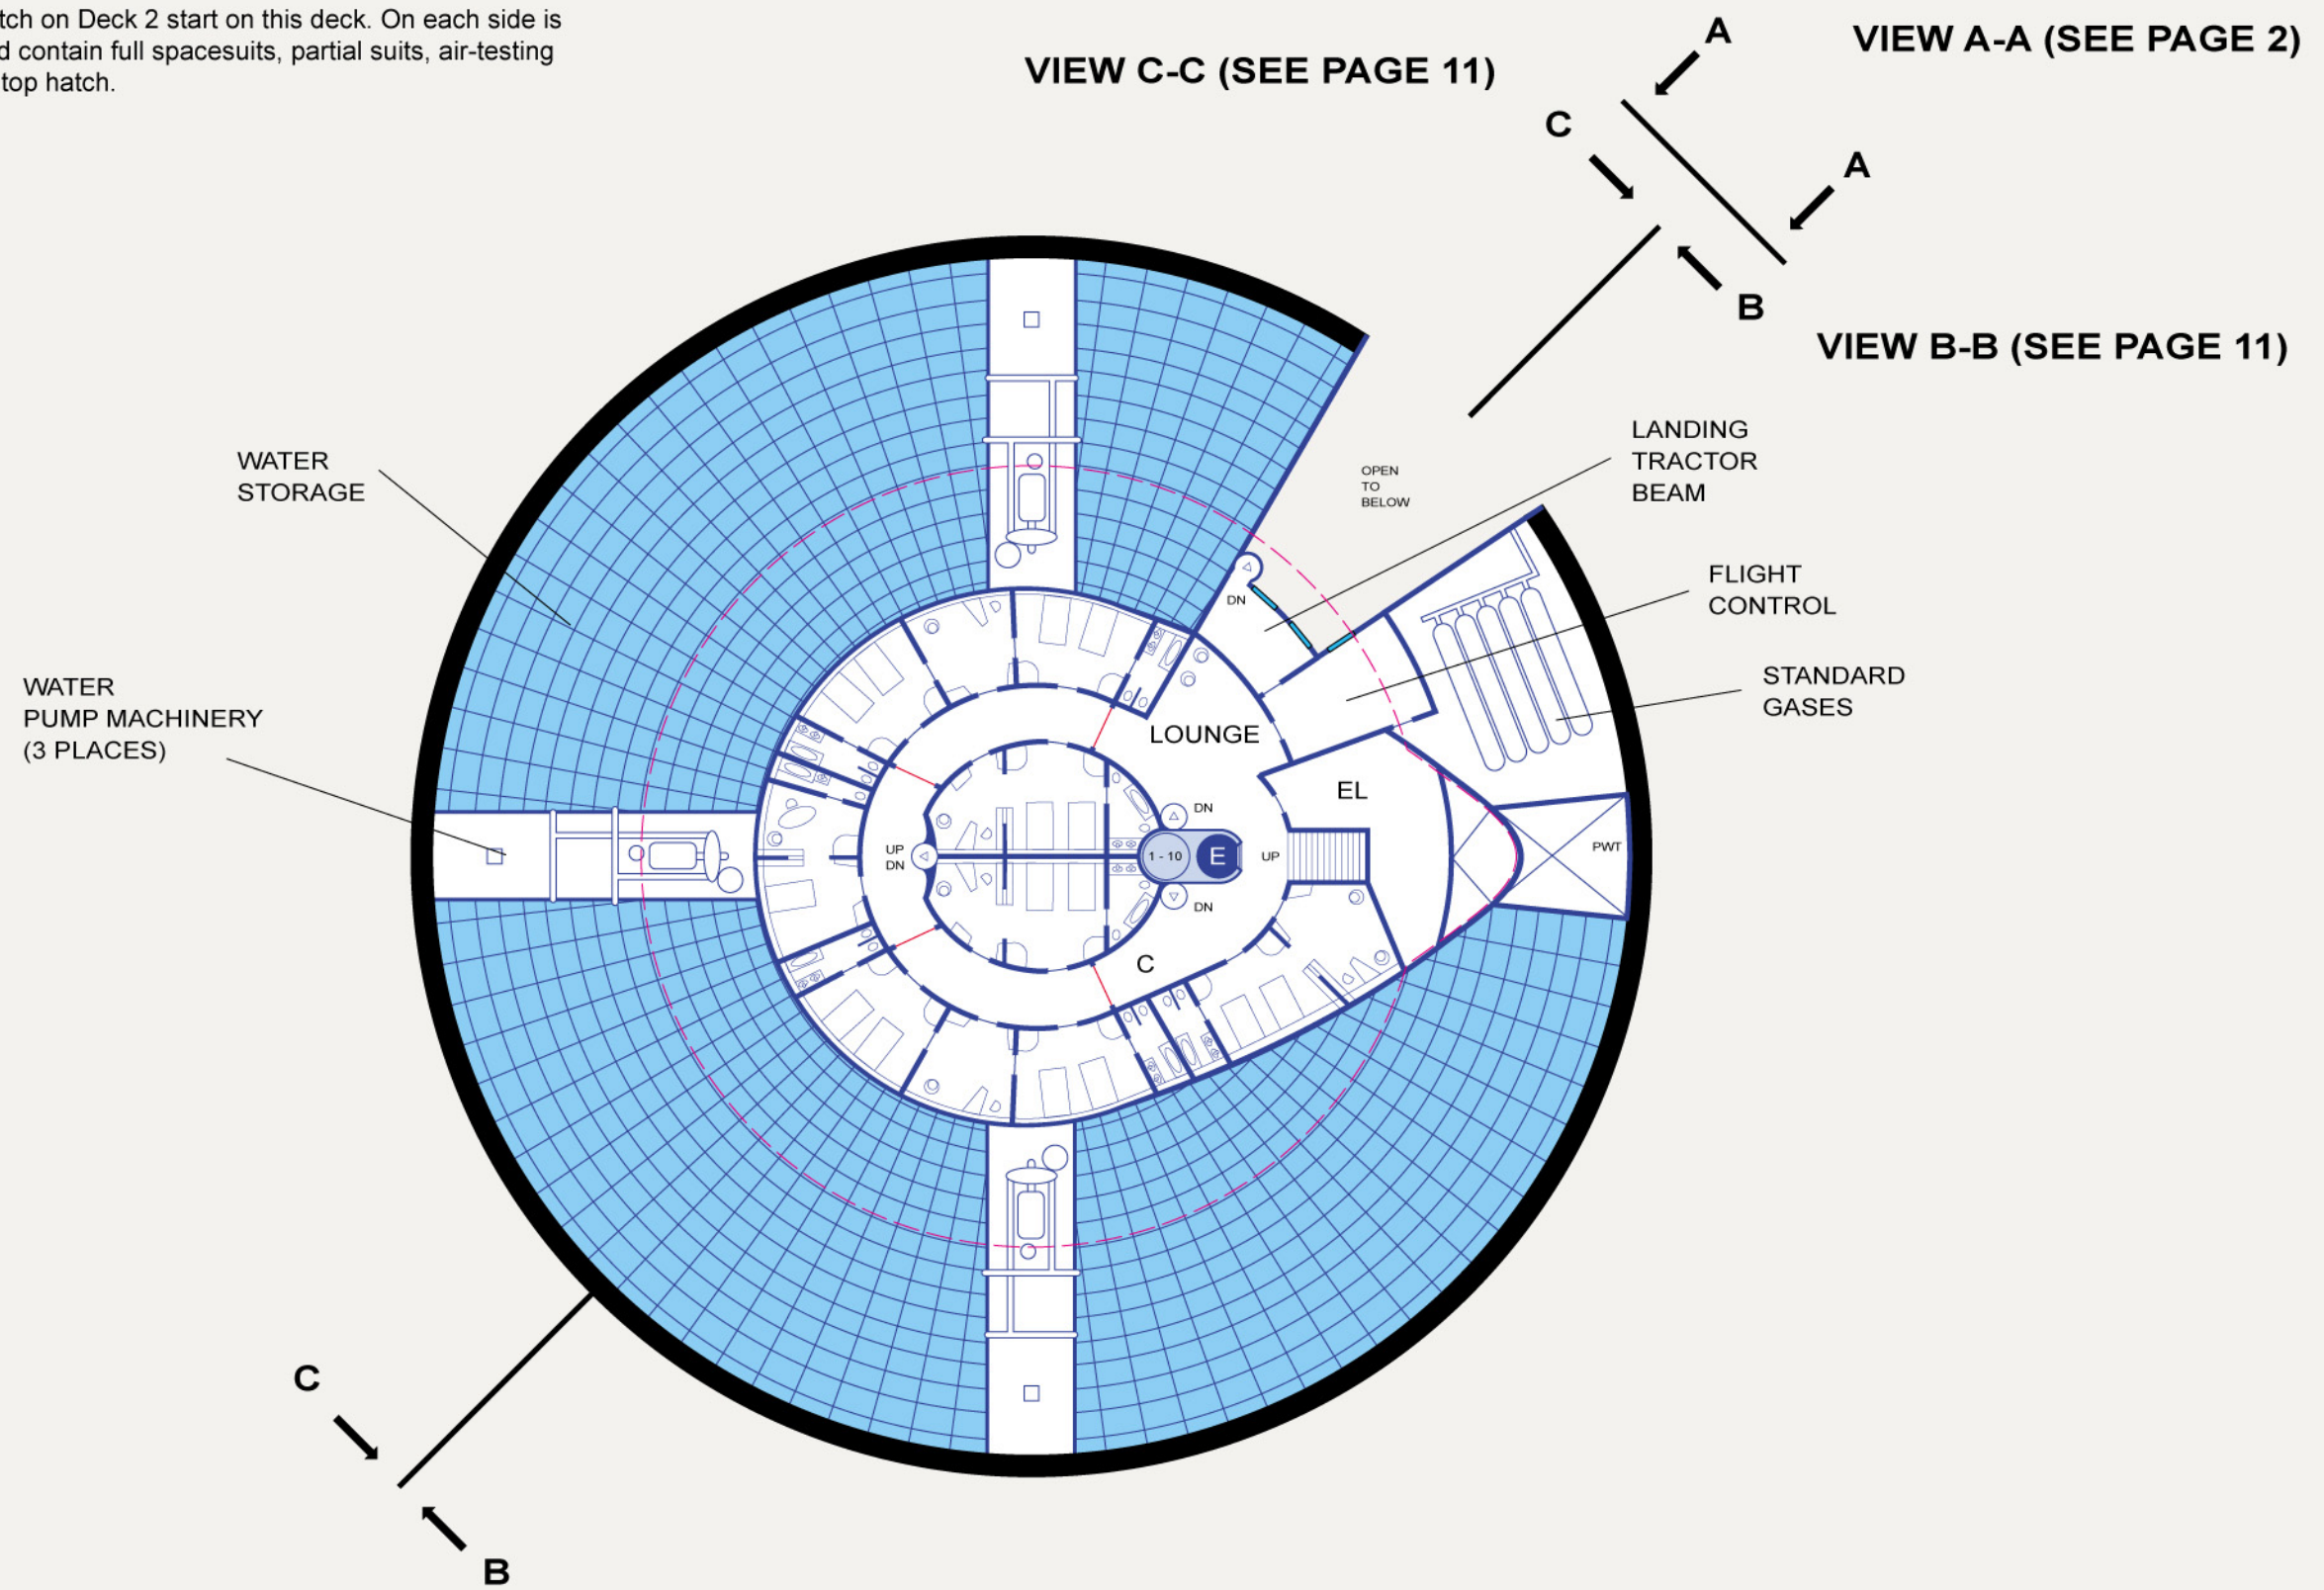 tch on Deck 2 start on this deck. On each side is
d contain full spacesuits, partial suits, air-testing
top hatch.
VIEW C-C (SEE PAGE 11)
A
VIEW A-A (SEE PAGE 2)
C
A
B
VIEW B-B (SEE PAGE 11)
LANDING
TRACTOR
BEAM
WATER
STORAGE
OPEN
TO
BELOW
FLIGHT
CONTROL
DN
STANDARD
GASES
WATER
PUMP MACHINERY
(3 PLACES)
LOUNGE
EL
DN
UP
DN
1 - 10
E
UP
PWT
DN
C
C
B